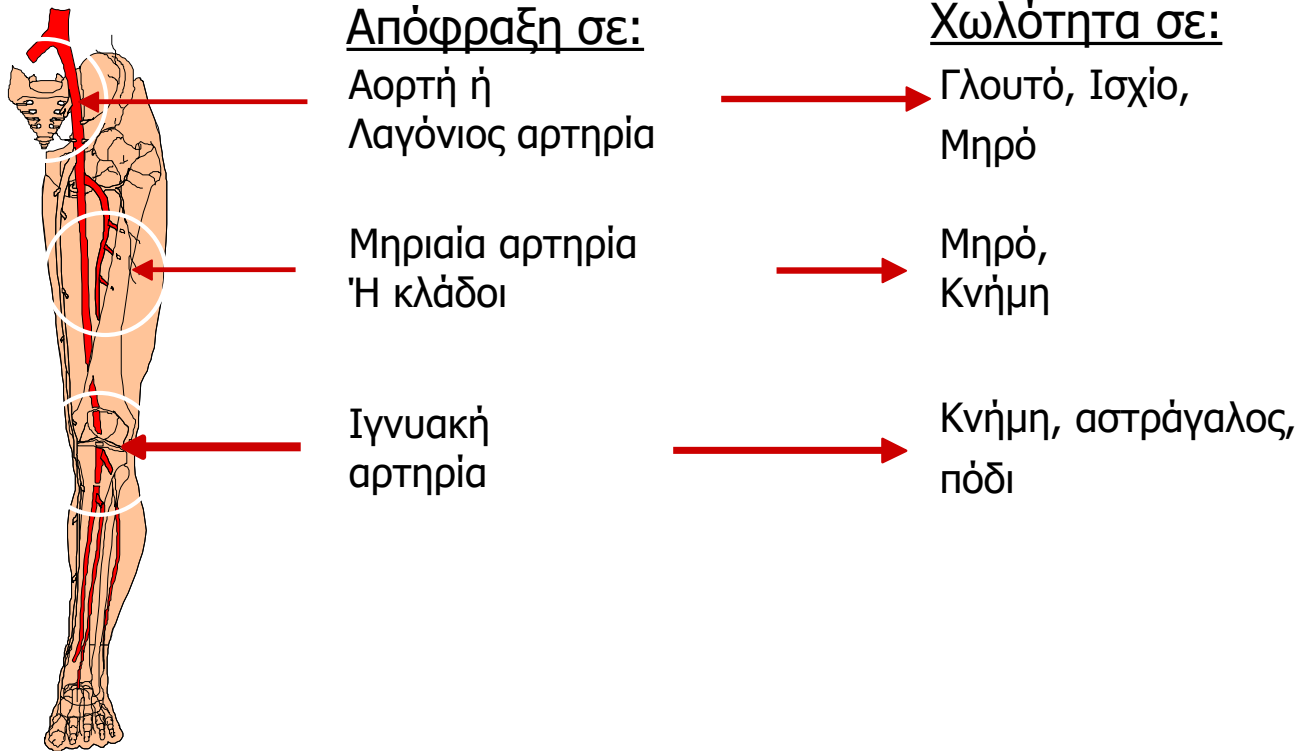 Απόφραξη σε:
Χωλότητα σε:
Αορτή ή
Λαγόνιος αρτηρία
Γλουτό, Ισχίο,
Μηρό
Μηριαία αρτηρία
Ή κλάδοι
Μηρό,
Κνήμη
Ιγνυακή
αρτηρία
Κνήμη, αστράγαλος,
πόδι